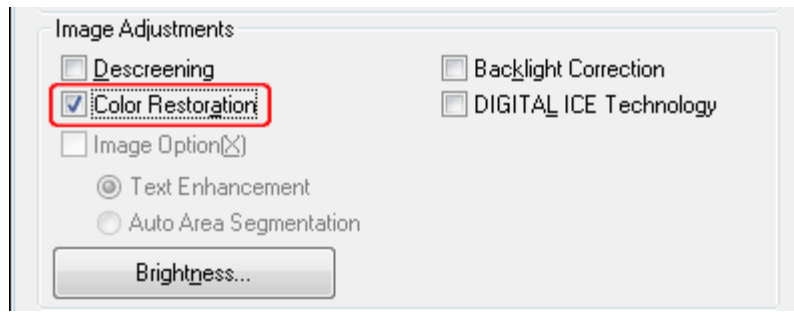 Image Adjustments
Descreening
Backlight Correction
Color Restoration
DIGITAL ICE Technology
Image Option(X)
Text Enhancement
Auto Area Segmentation
Brightness...